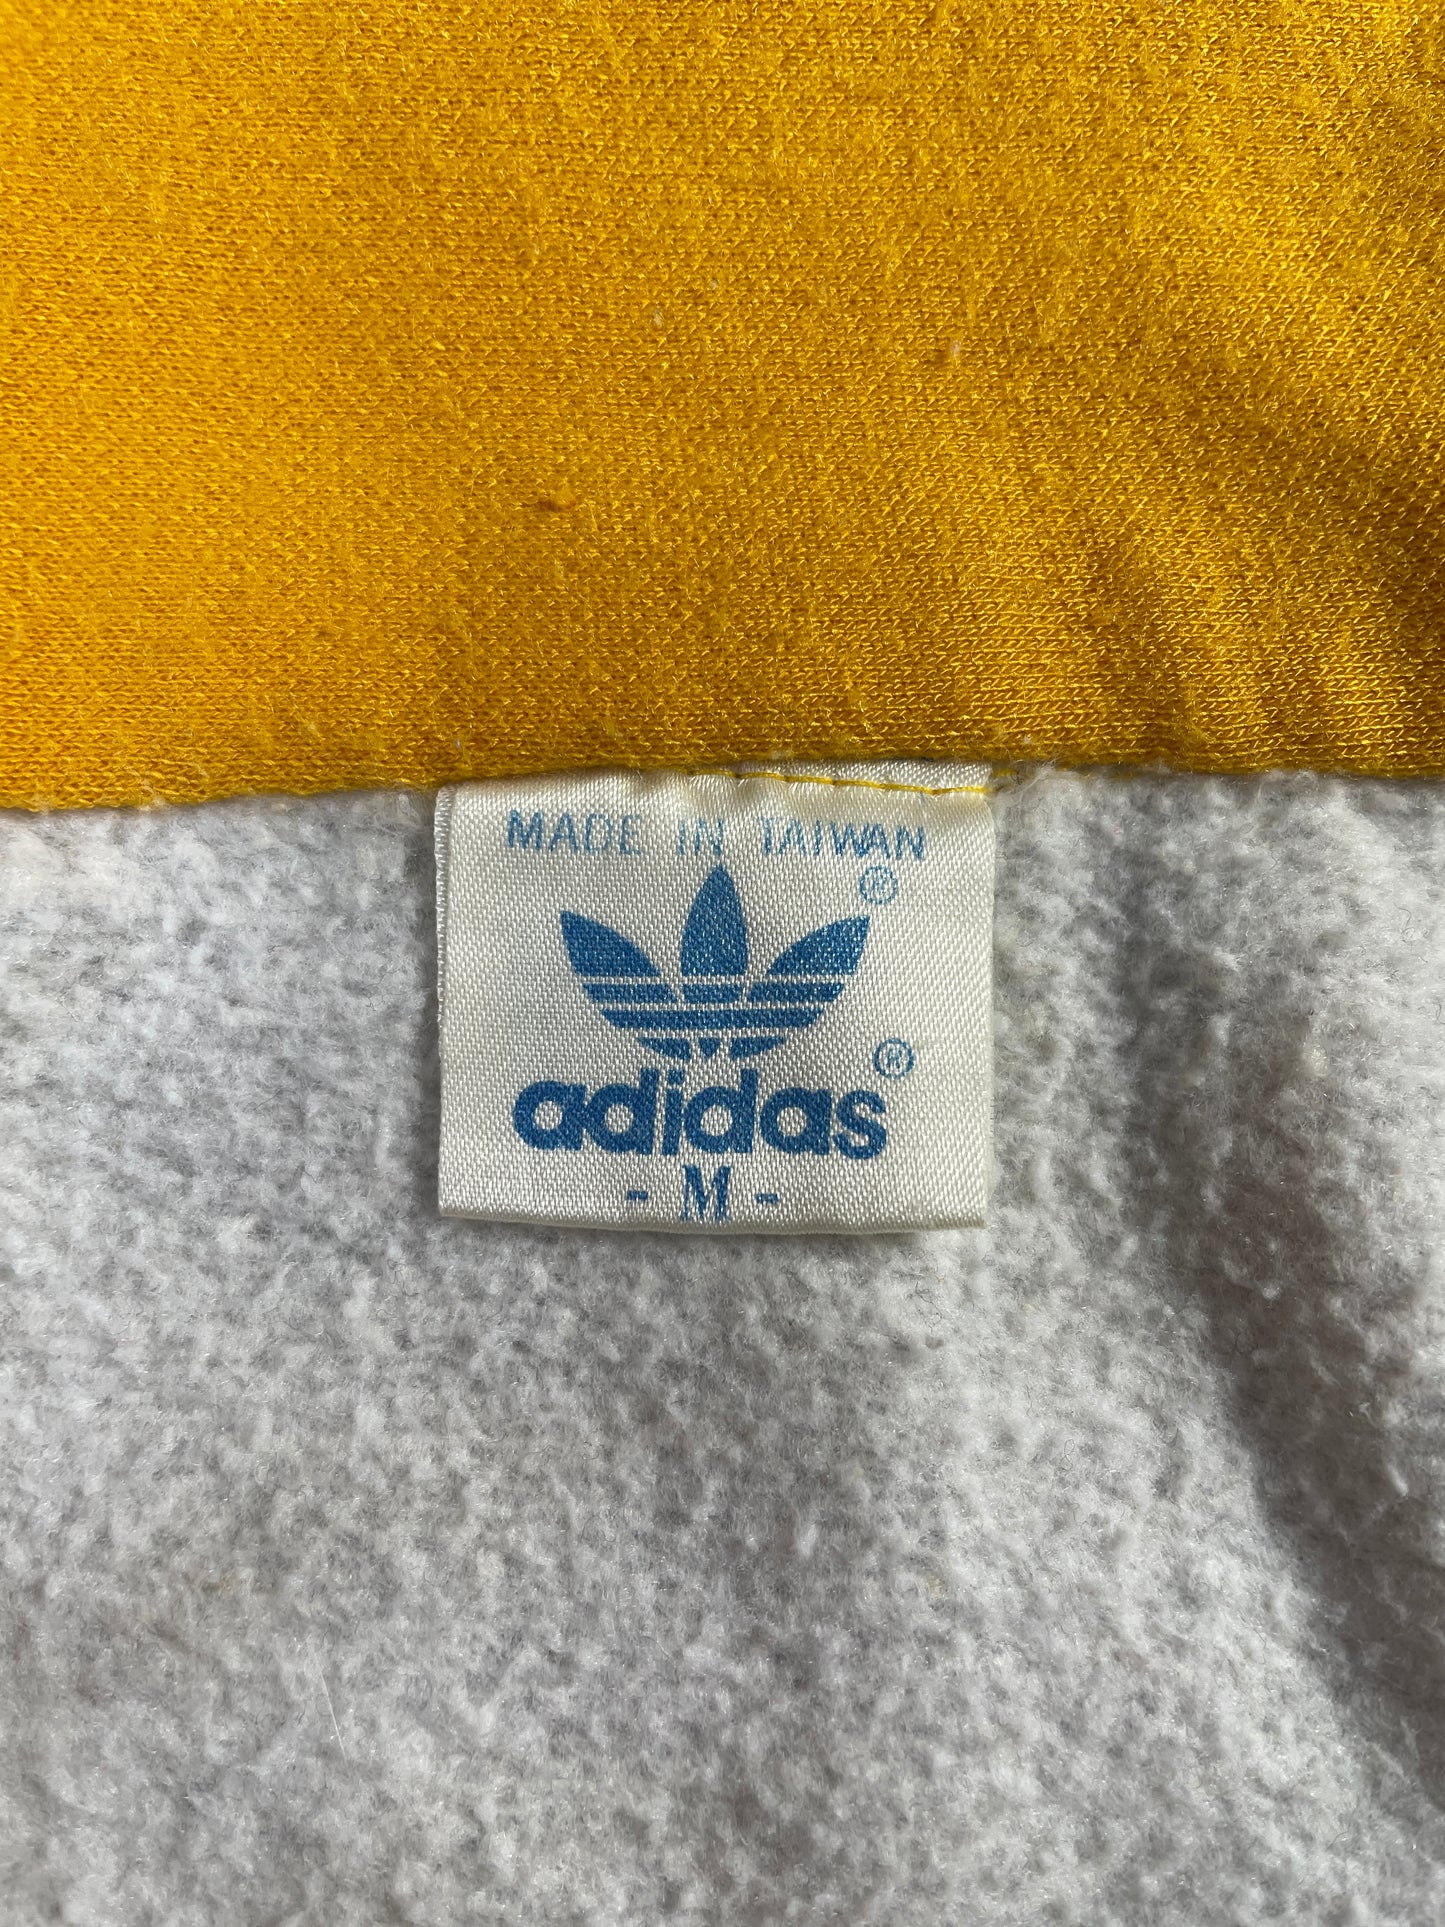 MADE IN TAIWAN
®
adidas®
- M -